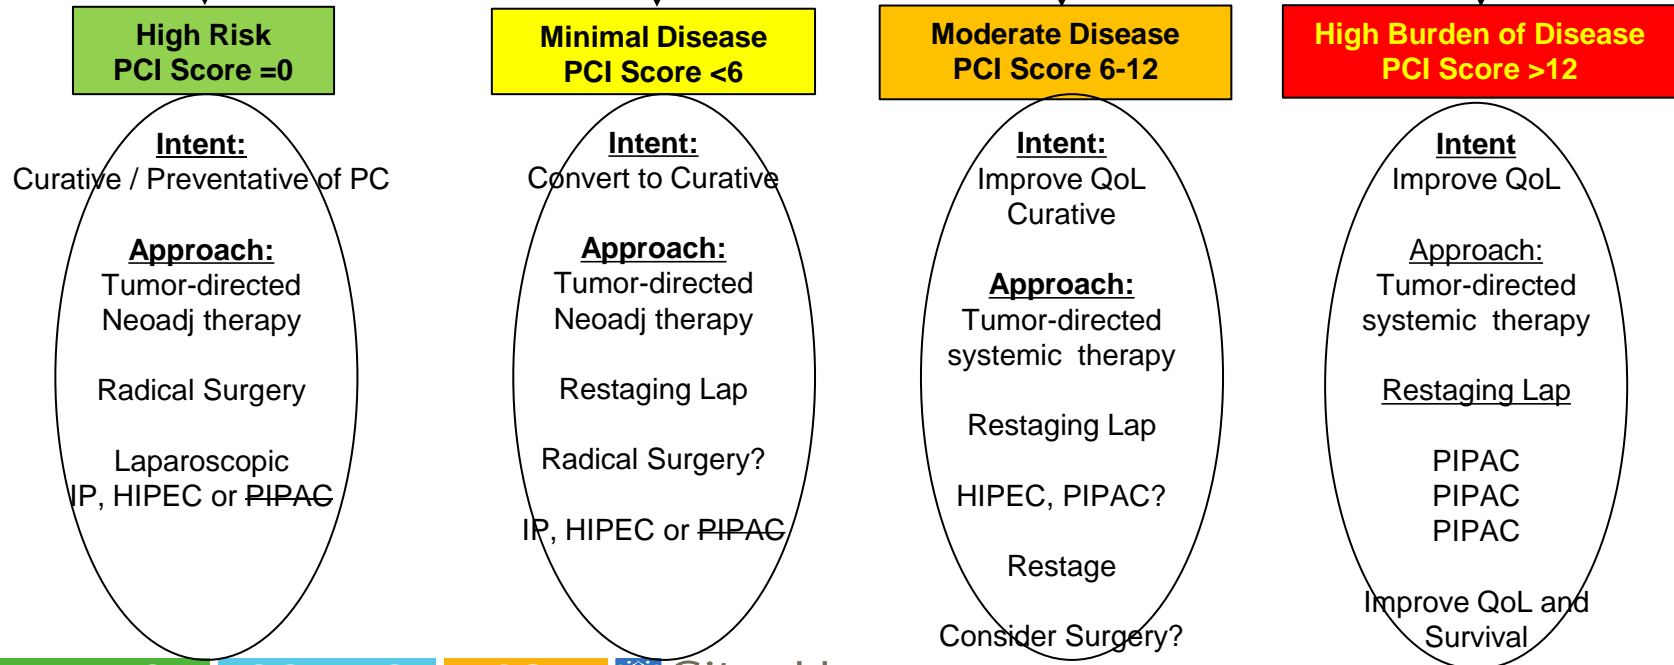 High Risk
PCI Score =0
Intent:
Curative / Preventative of PC
Approach:
Tumor-directed
Neoadj therapy
Radical Surgery
Laparoscopic
IP, HIPEC or PIPAC
Minimal Disease
PCI Score <6
Intent:
Convert to Curative
Approach:
Tumor-directed
Neoadj therapy
Restaging Lap
Radical Surgery?
IP, HIPEC or PIPAC
Moderate Disease
PCI Score 6-12
Intent:
Improve QoL
Curative
Approach:
Tumor-directed
systemic therapy
Restaging Lap
HIPEC, PIPAC?
Restage
Consider Surgery?
High Burden of Disease
PCI Score >12
Intent
Improve QoL
Approach:
Tumor-directed
systemic therapy
Restaging Lap
PIPAC
PIPAC
PIPAC
Improve QoL and
Survival